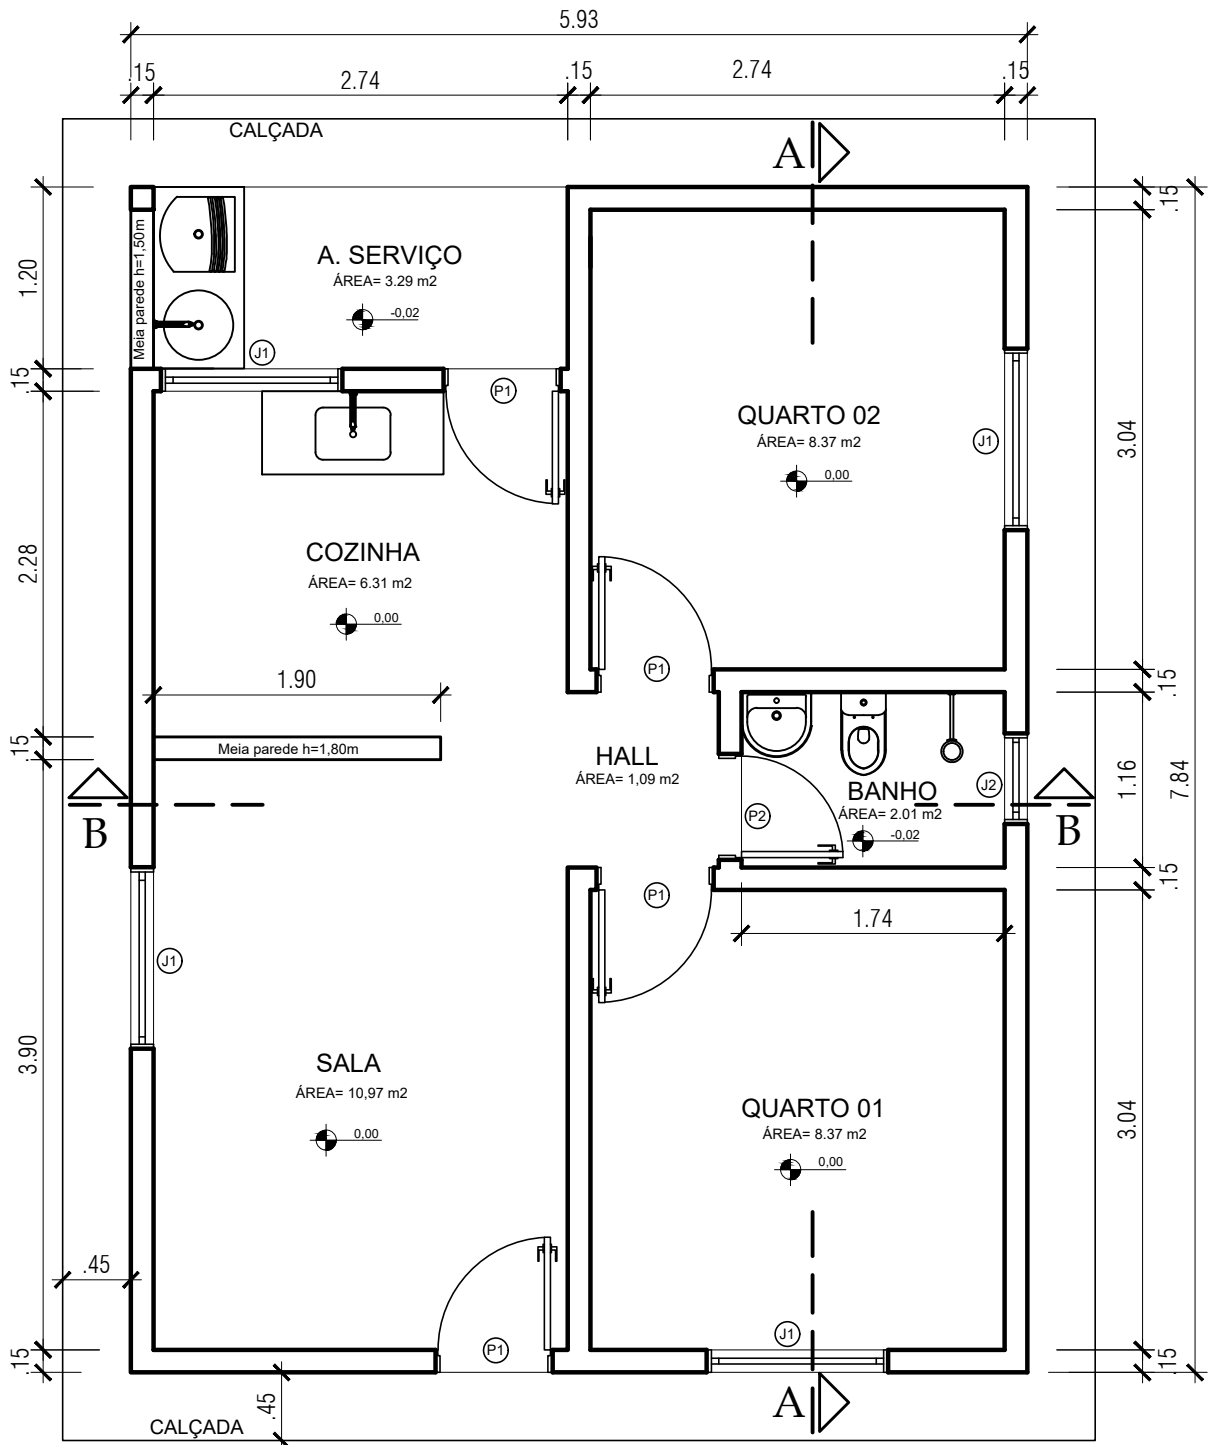 5.93
.15 2.74 .15 2.74 .15
CALÇADA
A
.15
Meia parede h=1,50m
A. SERVIÇO
ÁREA= 3.29 m2
-0,02
1.20
J1
.15
P1
QUARTO 02
ÁREA= 8.37 m2
0,00
J1
3.04
COZINHA
ÁREA= 6.31 m2
0,00
2.28
1.90
P1
.15
Meia parede h=1,80m
.15
HALL
ÁREA= 1,09 m2
BANHO
ÁREA= 2.01 m2
-0,02
J2
P2
1.16
7.84
B
B
P1
.15
1.74
J1
3.90
SALA
ÁREA= 10,97 m2
0,00
QUARTO 01
ÁREA= 8.37 m2
0,00
3.04
.45
P1
J1
.15
.15
A
.45
CALÇADA